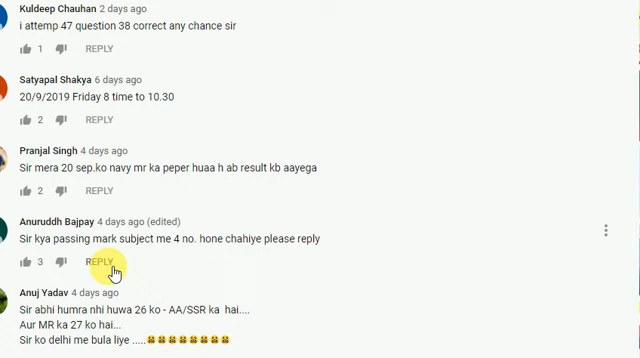 Kuldeep Chauhan 2 days ago
i attemp 47 question 38 correct any chance sir
1 REPLY
Satyapal Shakya 6 days ago
20/9/2019 Friday 8 time to 10.30
2 REPLY
Pranjal Singh 4 days ago
Sir mera 20 sep.ko navy mr ka peper huaa h ab result kb aayega
2 REPLY
Anuruddh Bajpay 4 days ago (edited)
Sir kya passing mark subject me 4 no. hone chahiye please reply
3 REPLY
Anuj Yadav 4 days ago
Sir abhi humra nhi huwa 26 ko - AA/SSR ka hai....
Aur MR ka 27 ko hai...
Sir ko delhi me bula liye .....😫😫😫😫😫😫😫😫